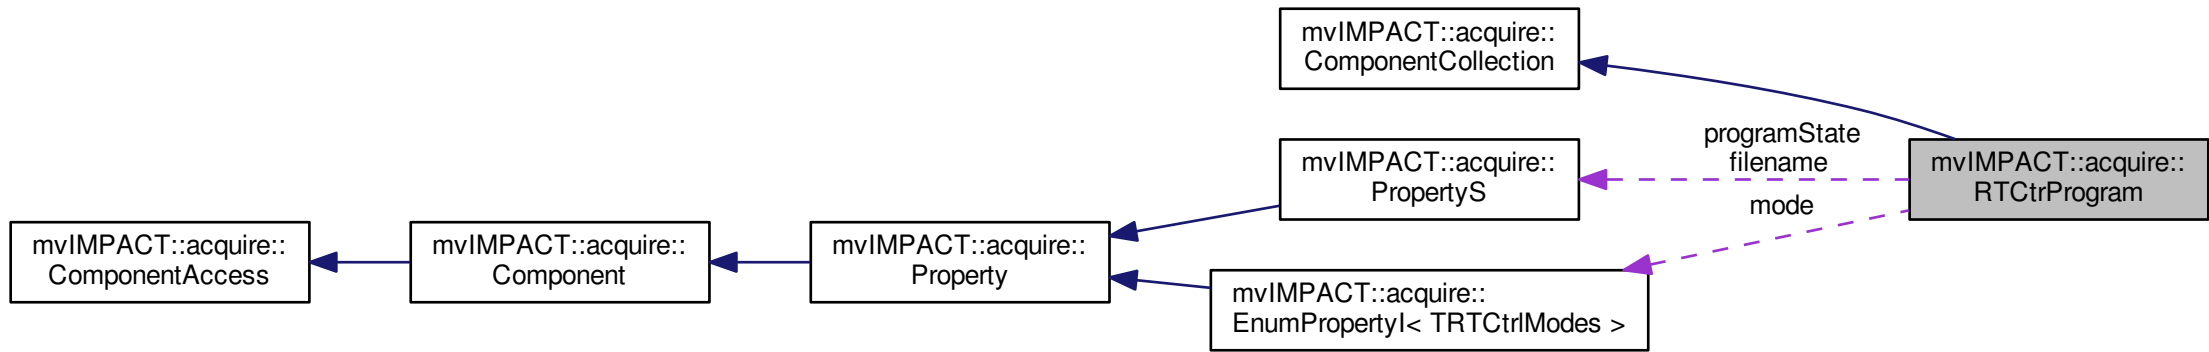 mvIMPACT::acquire::
ComponentCollection
programState
filename
mvIMPACT::acquire::
PropertyS
mvIMPACT::acquire::
RTCtrProgram
mode
mvIMPACT::acquire::
ComponentAccess
mvIMPACT::acquire::
Component
mvIMPACT::acquire::
Property
mvIMPACT::acquire::
EnumPropertyI< TRTCtrlModes >